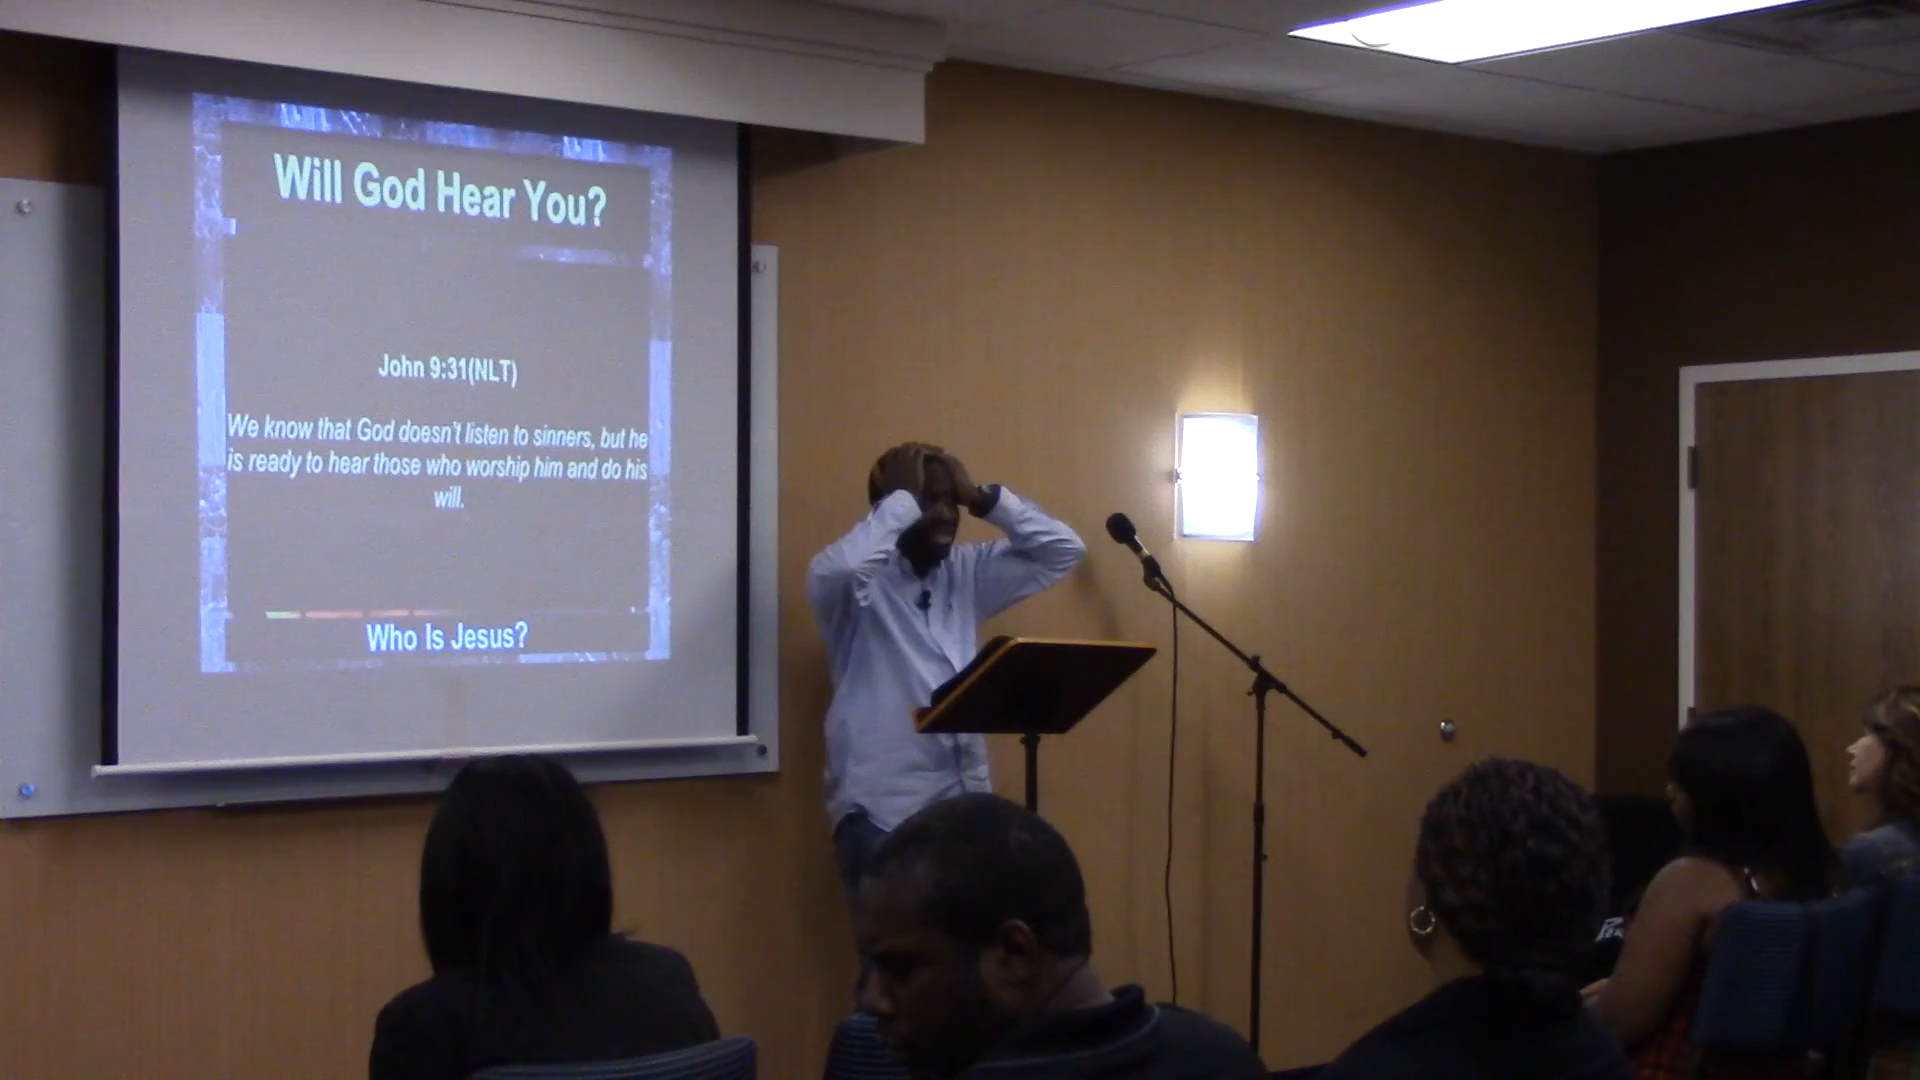 Will God Hear You?
John 9:31(NLT)
We know that God doesn't listen to sinners, but he
is ready to hear those who worship him and do his
will.
Who Is Jesus?